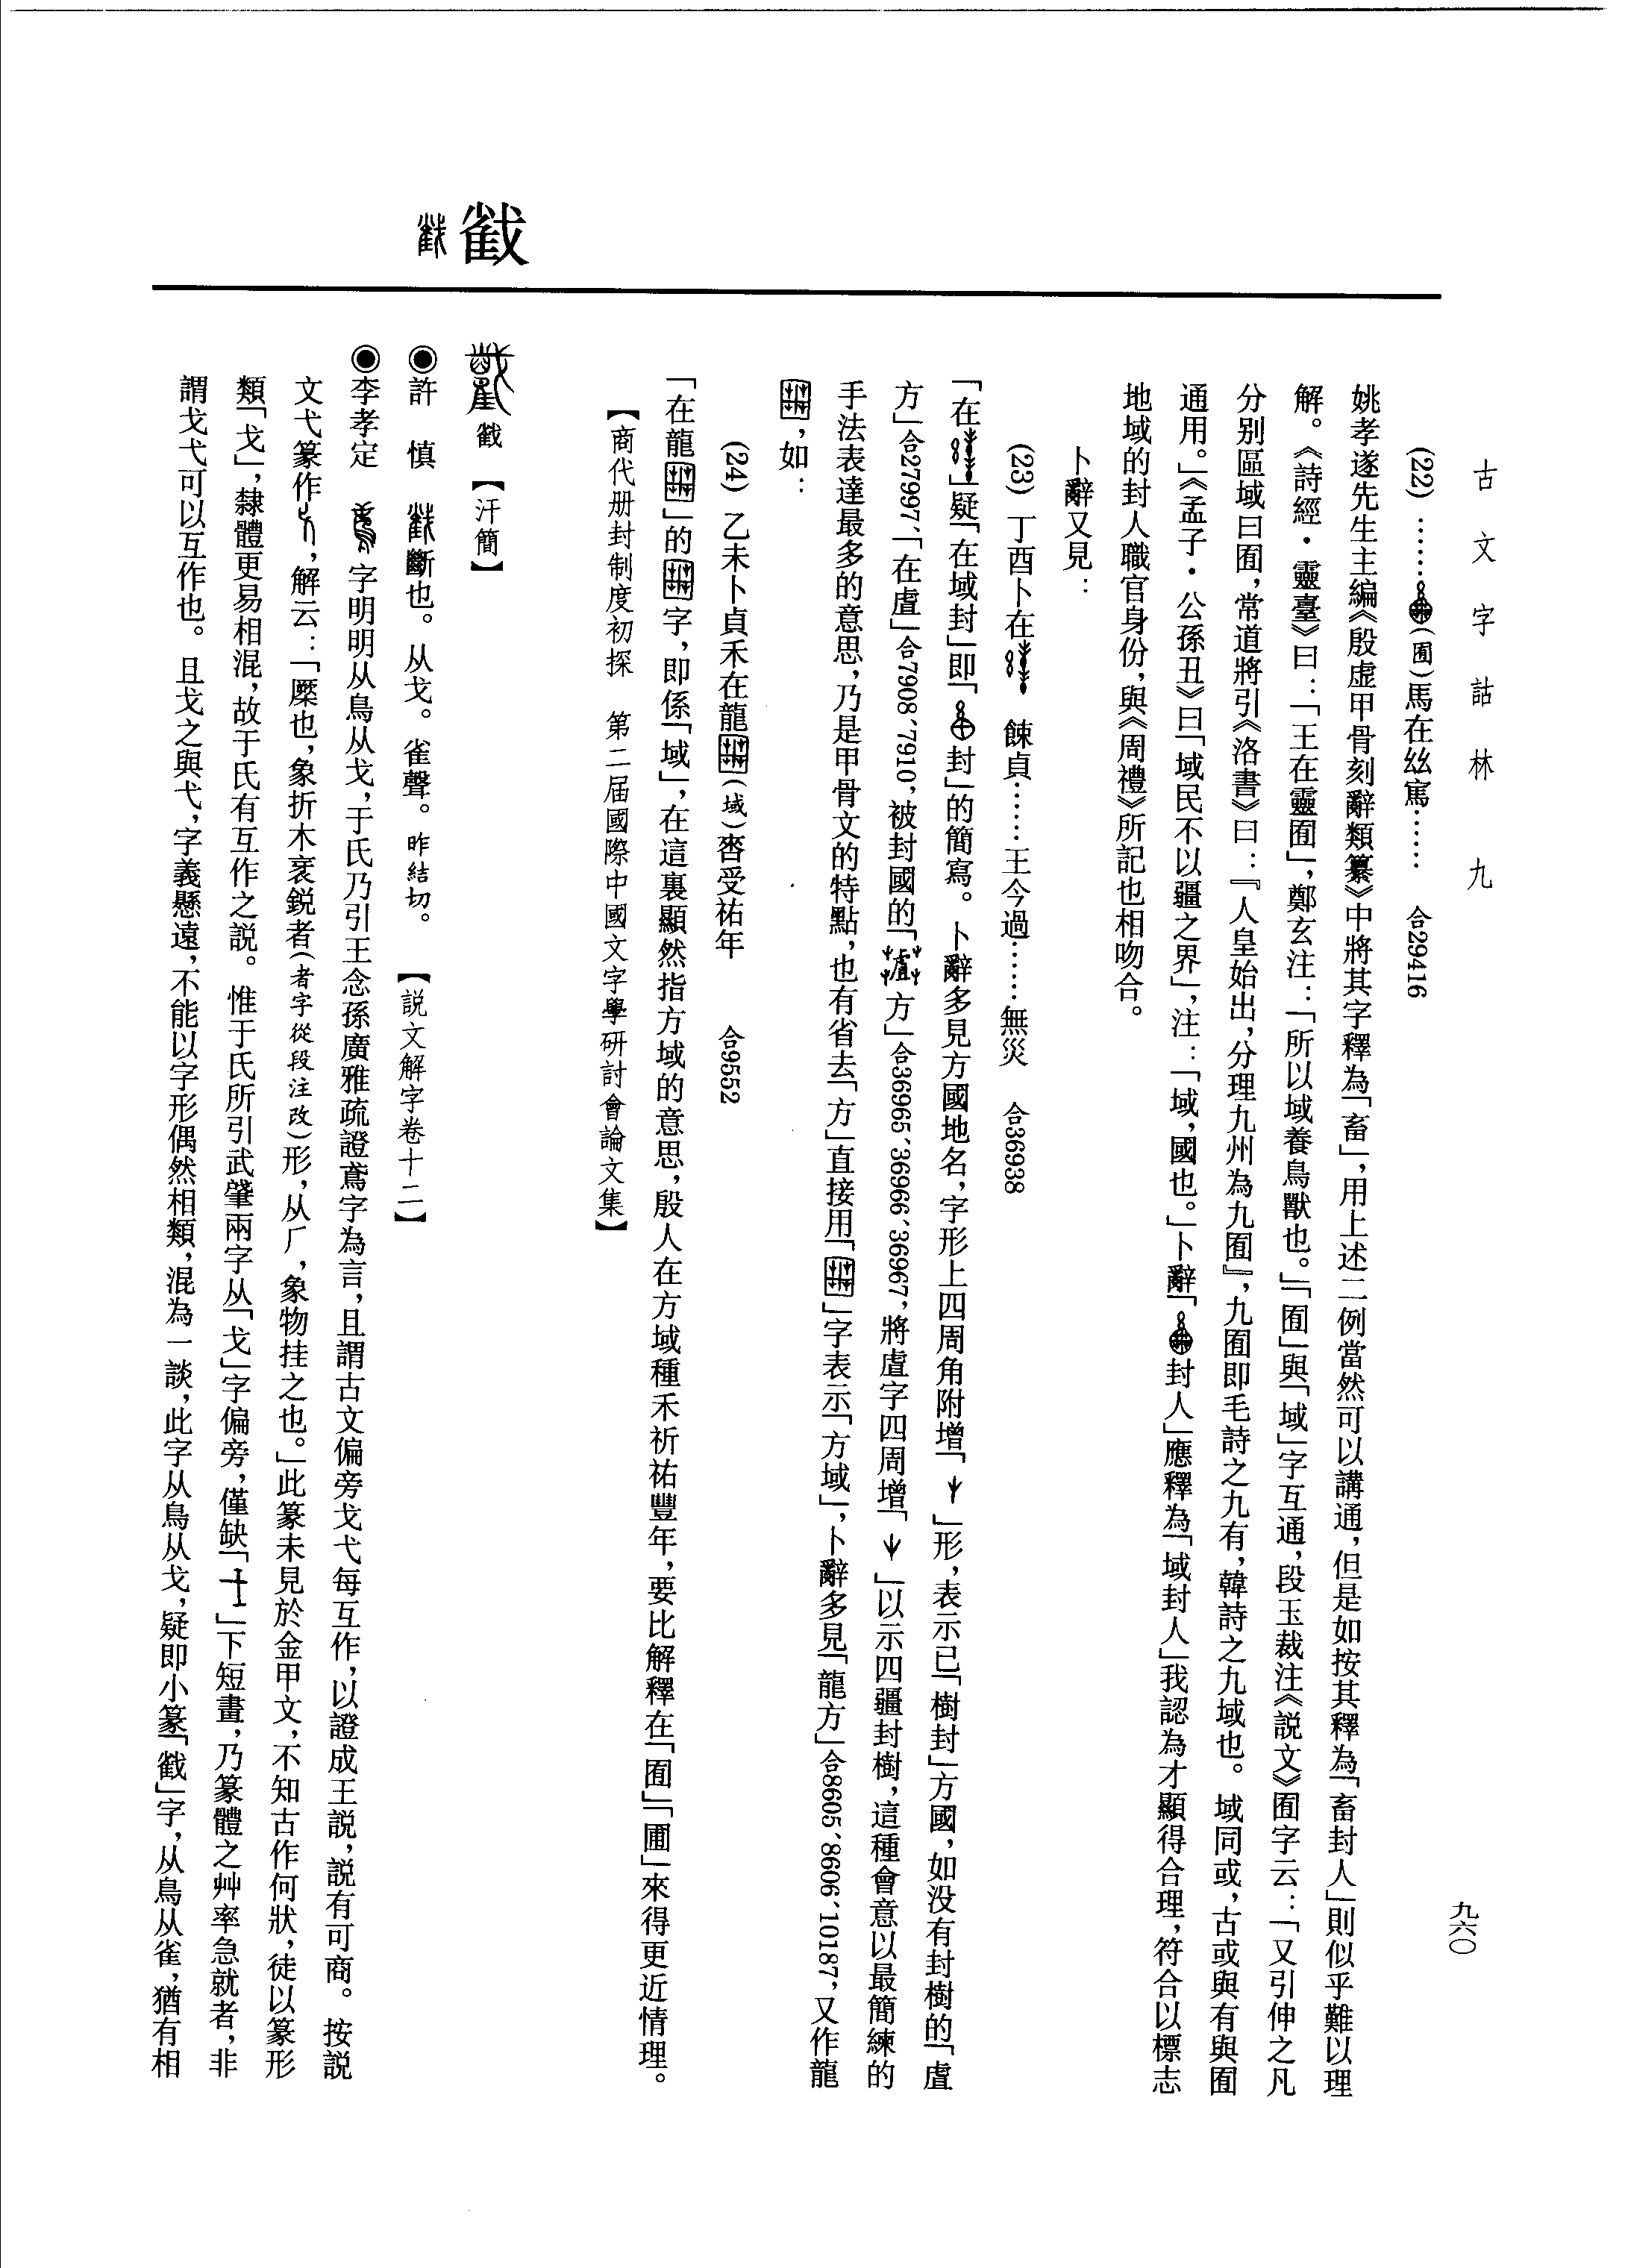 古文字詁林 九
九六〇
(22) ……(囿)馬在㚬寫…… 合29416
姚孝遂先生主編《殷虛甲骨刻辭類纂》中將其字釋為「畜」，用上述二例當然可以講通，但是如按其釋為「畜封人」則似乎難以理
解。《詩經·靈臺》曰：「王在靈囿」，鄭玄注：「所以域養鳥獸也。」「囿」與「域」字互通，段玉裁注《説文》囿字云：「又引伸之凡
分别區域曰囿，常道將引《洛書》曰：『人皇始出，分理九州為九囿』，九囿即毛詩之九有，韓詩之九域也。域同或，古或與有與囿
通用。」《孟子·公孫丑》曰「域民不以疆之界」，注：「域，國也。」卜辭「封人」應釋為「域封人」我認為才顯得合理，符合以標志
地域的封人職官身份，與《周禮》所記也相吻合。
卜辭又見：
(23) 丁酉卜在 餗貞……王今過……無災 合36938
「在」疑「在域封」即「封」的簡寫。卜辭多見方國地名，字形上四周角附增「」形，表示已「樹封」方國，如没有封樹的「盧
方」合27997、「在盧」合7908、7910，被封國的「方」合36965、36966、36967，將盧字四周增「」以示四疆封樹，這種會意以最簡練的
手法表達最多的意思，乃是甲骨文的特點，也有省去「方」直接用「」字表示「方域」，卜辭多見「龍方」合8605、8606、10187，又作龍
，如：
(24) 乙未卜貞禾在龍(域)㕻受祐年 合9552
「在龍」的字，即係「域」，在這裏顯然指方域的意思，殷人在方域種禾祈祐豐年，要比解釋在「囿」「圃」來得更近情理。
【商代册封制度初探 第二届國際中國文字學研討會論文集】
㦵
㦵【汗簡】
◉許 慎 斷也。从戈。雀聲。昨結切。 【説文解字卷十二】
◉李孝定 字明明从鳥从戈，于氏乃引王念孫廣雅疏證鳶字為言，且謂古文偏旁戈弋每互作，以證成王説，説有可商。按説
文弋篆作，解云：「橜也，象折木衺鋭者(者字從段注改)形，从厂，象物挂之也。」此篆未見於金甲文，不知古作何狀，徒以篆形
類「戈」，隸體更易相混，故于氏有互作之説。惟于氏所引武肇兩字从「戈」字偏旁，僅缺「」下短畫，乃篆體之艸率急就者，非
謂戈弋可以互作也。且戈之與弋，字義懸遠，不能以字形偶然相類，混為一談，此字从鳥从戈，疑即小篆「㦵」字，从鳥从雀，猶有相